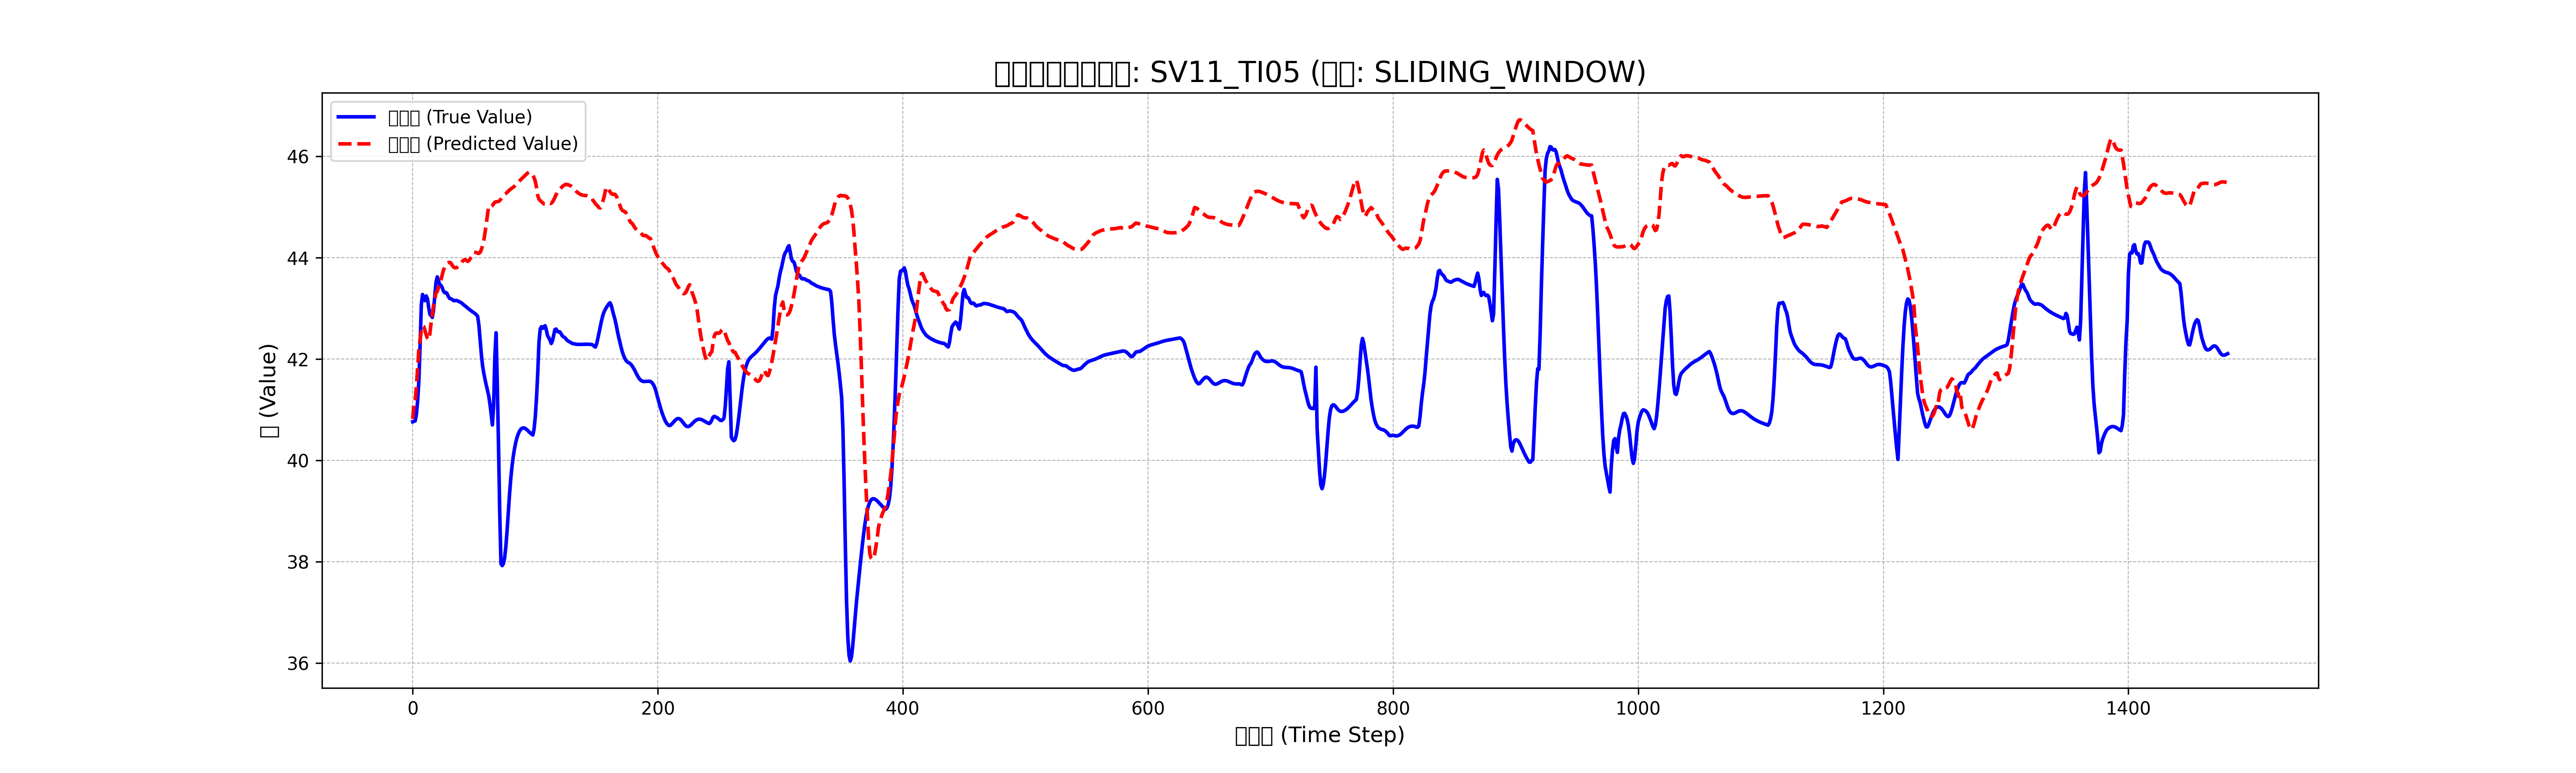 □□□□□□□□: SV11_TI05 (□□: SLIDING_WINDOW)
□□□ (True Value)
□□□ (Predicted Value)
□ (Value)
46
44
42
40
38
36
0 200 400 600 800 1000 1200 1400
□□□ (Time Step)